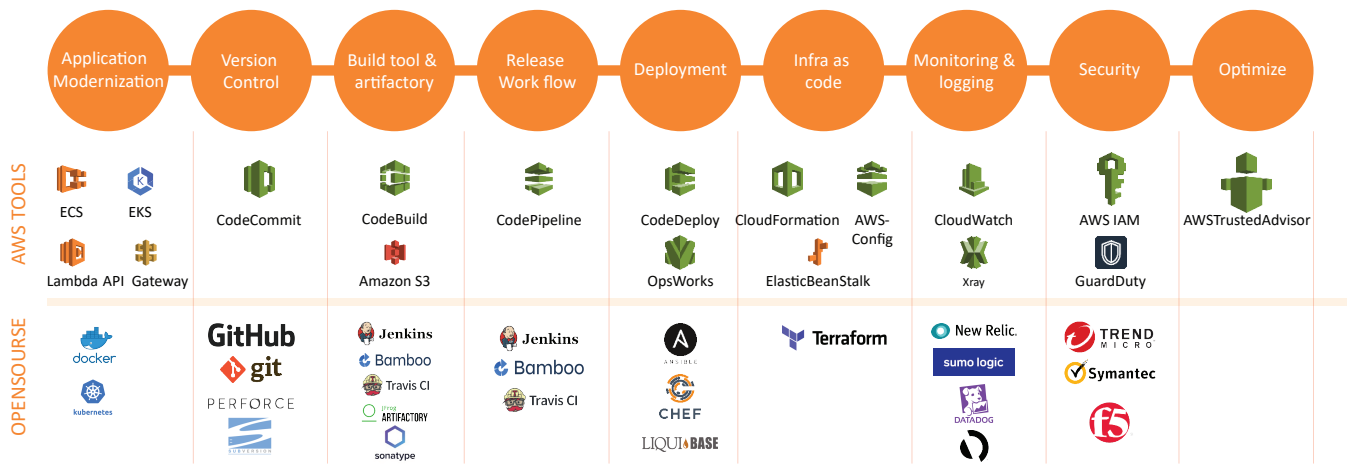 Application
Modernization
Version
Control
Build tool &
artifactory
Release
Work flow
Deployment
Infra as
code
Monitoring &
logging
Security
Optimize
AWS TOOLS
ECS
EKS
Lambda API Gateway
CodeCommit
CodeBuild
Amazon S3
CodePipeline
CodeDeploy
OpsWorks
CloudFormation
AWS-
Config
ElasticBeanStalk
CloudWatch
Xray
AWS IAM
GuardDuty
AWSTrustedAdvisor
OPENSOURSE
docker
kubernetes
GitHub
git
PERFORCE
SUBVERSION
Jenkins
Bamboo
Travis CI
JFrog
ARTIFACTORY
sonatype
Jenkins
Bamboo
Travis CI
A
ANSIBLE
CHEF
LIQUIBASE
Terraform
New Relic.
sumo logic
DATADOG
TREND
MICRO
Symantec
f5